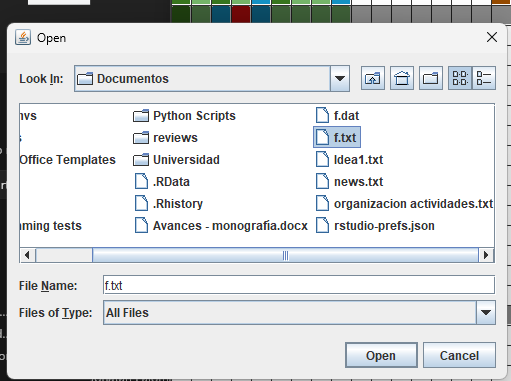 Open
Look In: Documentos
nvs
Office Templates
mming tests
Python Scripts
reviews
Universidad
.RData
.Rhistory
Avances - monografía.docx
f.dat
f.txt
Idea1.txt
news.txt
organizacion actividades.txt
rstudio-prefs.json
File Name: f.txt
Files of Type: All Files
Open Cancel